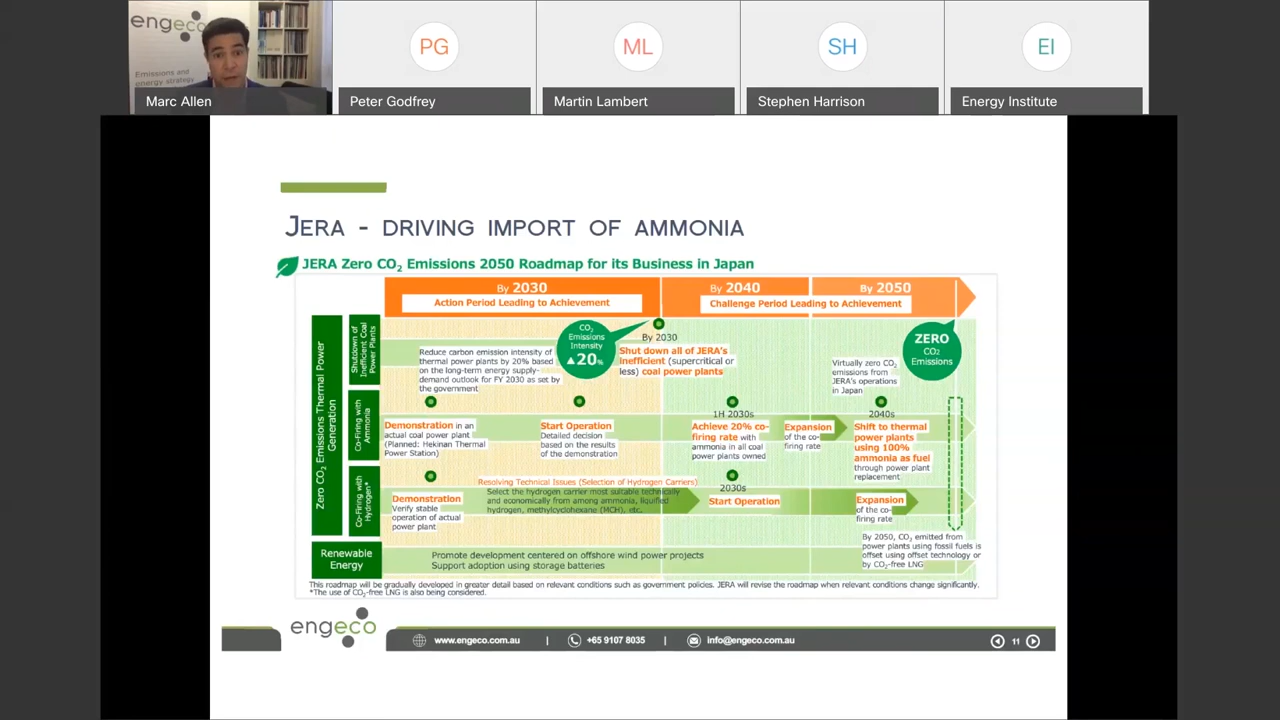 engeco
Emissions and
energy strategy
PG
ML
SH
EI
Marc Allen
Peter Godfrey
Martin Lambert
Stephen Harrison
Energy Institute
JERA - DRIVING IMPORT OF AMMONIA
JERA Zero CO2 Emissions 2050 Roadmap for its Business in Japan
By 2030
Action Period Leading to Achievement
By 2040
By 2050
Challenge Period Leading to Achievement
Zero CO2 Emissions Thermal Power
Generation
Shutdown of
Inefficient Coal
Power Plants
Reduce carbon emission intensity of
thermal power plants by 20% based
on the long-term energy supply-
demand outlook for FY 2030 as set by
the government
CO2
Emissions
Intensity
▲20%
By 2030
Shut down all of JERA's
inefficient (supercritical or
less) coal power plants
Virtually zero CO2
emissions from
JERA's operations
in Japan
ZERO
CO2
Emissions
Co-Firing with
Ammonia
Demonstration in an
actual coal power plant
(Planned: Hekinan Thermal
Power Station)
Start Operation
Detailed decision
based on the results
of the demonstration
1H 2030s
Achieve 20% co-
firing rate with
ammonia in all coal
power plants owned
Expansion
of the co-
firing rate
2040s
Shift to thermal
power plants
using 100%
ammonia as fuel
through power plant
replacement
Co-Firing with
Hydrogen*
Demonstration
Verify stable
operation of actual
power plant
Resolving Technical Issues (Selection of Hydrogen Carriers)
Select the hydrogen carrier most suitable technically
and economically from among ammonia, liquified
hydrogen, methylcyclohexane (MCH), etc.
2030s
Start Operation
Expansion
of the co-
firing rate
By 2050, CO2 emitted from
power plants using fossil fuels is
offset using offset technology or
by CO2-free LNG
Renewable
Energy
Promote development centered on offshore wind power projects
Support adoption using storage batteries
This roadmap will be gradually developed in greater detail based on relevant conditions such as government policies. JERA will revise the roadmap when relevant conditions change significantly.
*The use of CO2-free LNG is also being considered.
engeco
www.engeco.com.au | +65 9107 8035 | info@engeco.com.au
11